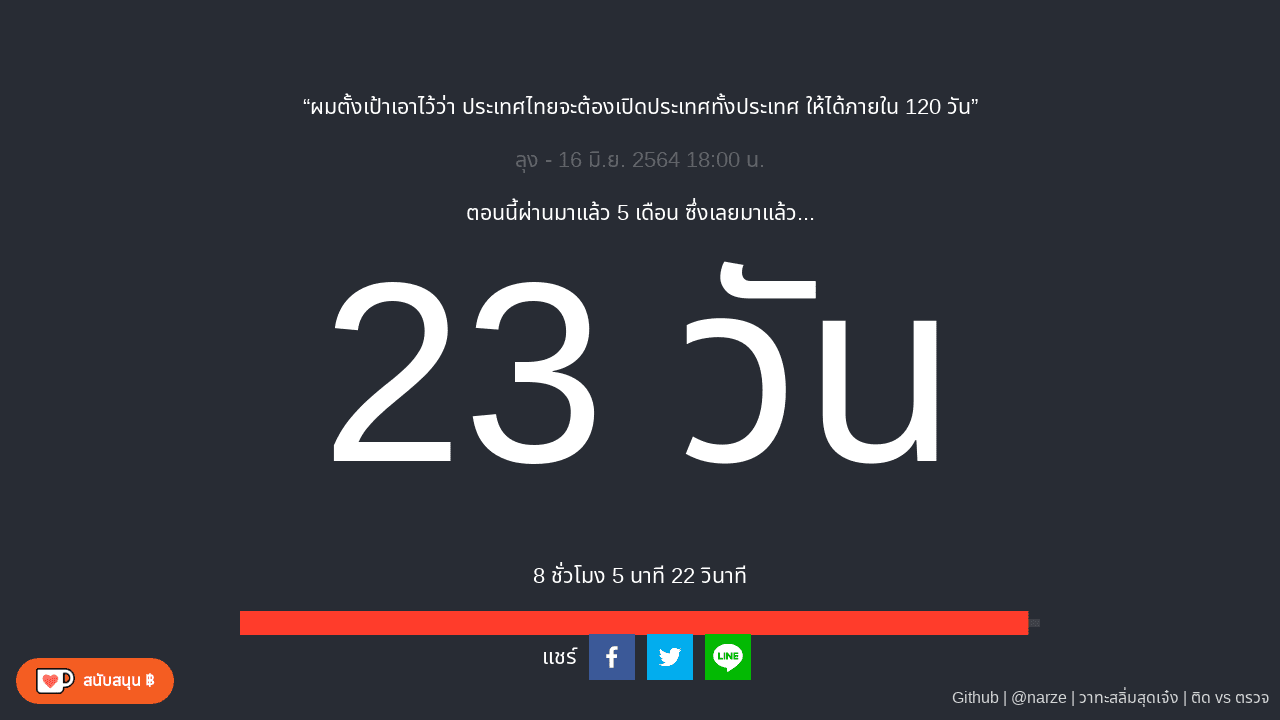 “ผมตั้งเป้าเอาไว้ว่า ประเทศไทยจะต้องเปิดประเทศทั้งประเทศ ให้ได้ภายใน 120 วัน”
ลุง - 16 มิ.ย. 2564 18:00 น.
ตอนนี้ผ่านมาแล้ว 5 เดือน ซึ่งเลยมาแล้ว...
23 วัน
8 ชั่วโมง 5 นาที 22 วินาที
แชร์
LINE
สนับสนุน ฿
Github | @narze | วาทะสลิ่มสุดเจ๋ง | ติด vs ตรวจ